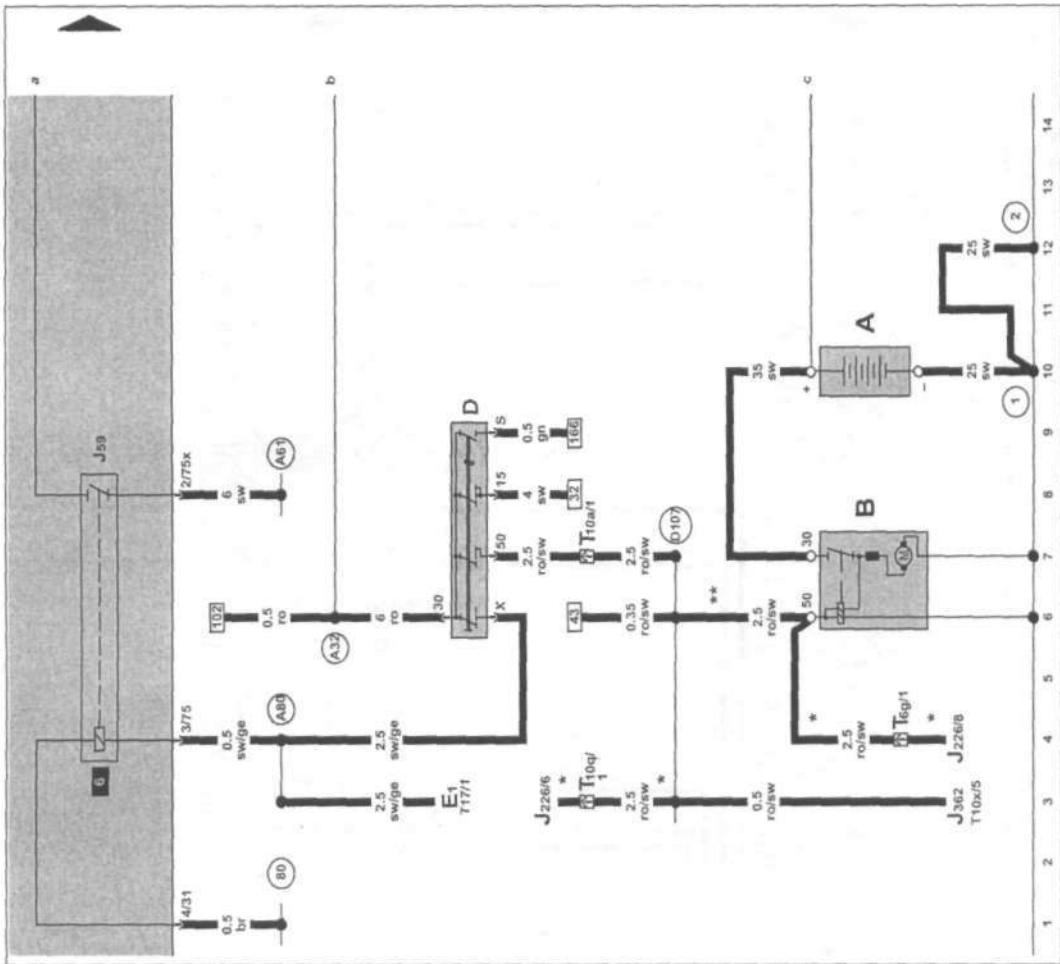 a
b
c
J59
6
4/31
3/75
2/75x
0.5
br
0.5
sw/ge
6
sw
80
A80
A61
2.5
sw/ge
E1
T17/1
2.5
sw/ge
102
0.5
ro
A32
6
ro
30
D
X
50
15
S
2.5
ro/sw
T10a/1
2.5
ro/sw
4
sw
32
0.5
gn
166
D107
43
0.35
ro/sw
**
2.5
ro/sw
J226/6
*
T10q/
1
2.5
ro/sw
*
0.5
ro/sw
J362
T10x/5
*
2.5
ro/sw
T6g/1
*
J226/8
50
30
B
M
35
sw
+
A
–
25
sw
25
sw
1
2
1
2
3
4
5
6
7
8
9
10
11
12
13
14